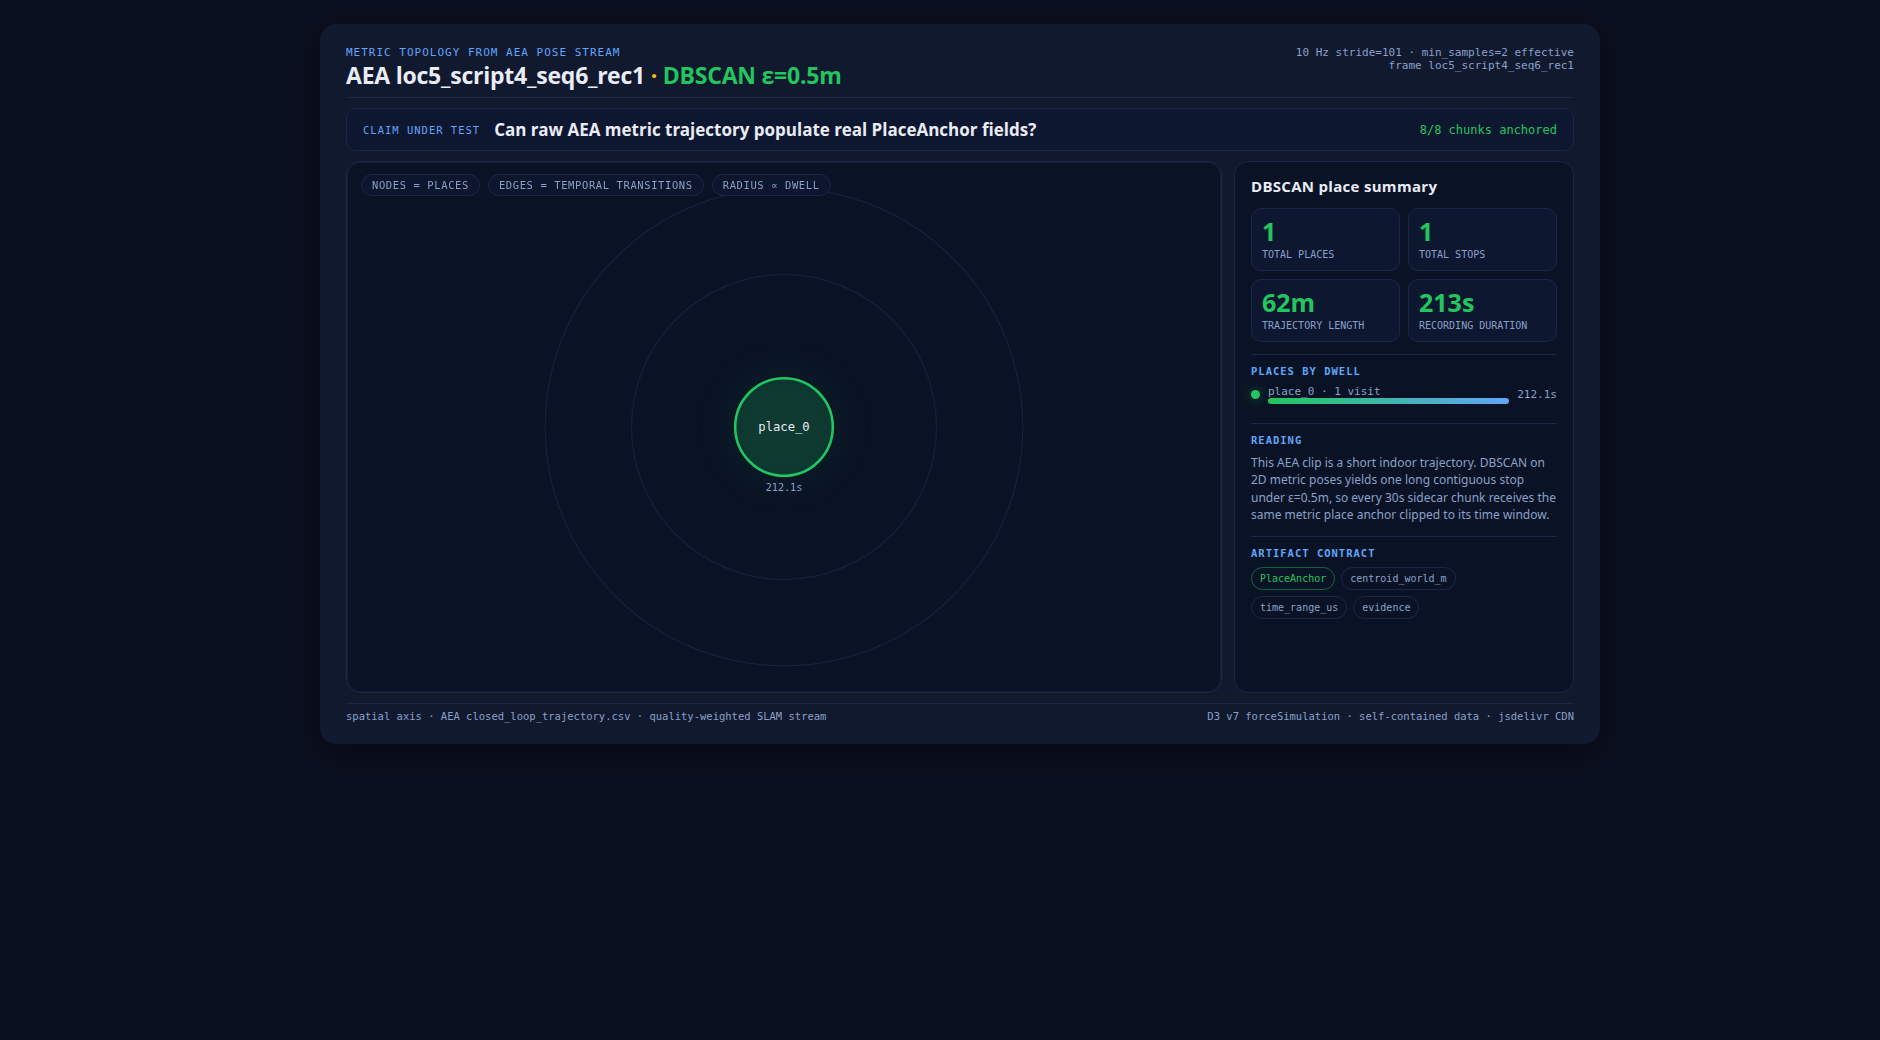 METRIC TOPOLOGY FROM AEA POSE STREAM
AEA loc5_script4_seq6_rec1 · DBSCAN ε=0.5m
10 Hz stride=101 · min_samples=2 effective
frame loc5_script4_seq6_rec1
CLAIM UNDER TEST Can raw AEA metric trajectory populate real PlaceAnchor fields? 8/8 chunks anchored
NODES = PLACES EDGES = TEMPORAL TRANSITIONS RADIUS ∝ DWELL
place_0
212.1s
DBSCAN place summary
1
TOTAL PLACES
1
TOTAL STOPS
62m
TRAJECTORY LENGTH
213s
RECORDING DURATION
PLACES BY DWELL
place_0 · 1 visit 212.1s
READING
This AEA clip is a short indoor trajectory. DBSCAN on
2D metric poses yields one long contiguous stop
under ε=0.5m, so every 30s sidecar chunk receives the
same metric place anchor clipped to its time window.
ARTIFACT CONTRACT
PlaceAnchor centroid_world_m
time_range_us evidence
spatial axis · AEA closed_loop_trajectory.csv · quality-weighted SLAM stream
D3 v7 forceSimulation · self-contained data · jsdelivr CDN